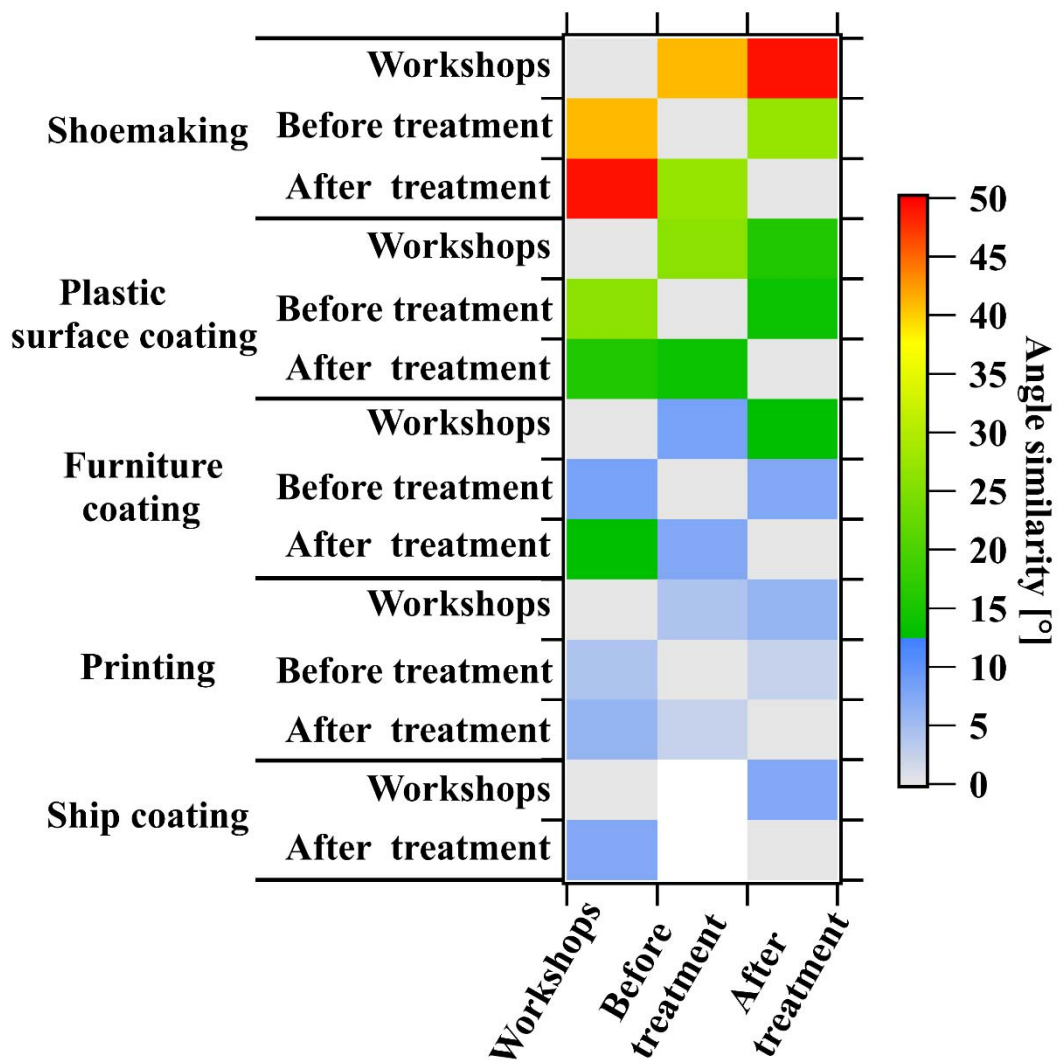 Shoemaking
Workshops
Before treatment
After treatment
Plastic
surface coating
Workshops
Before treatment
After treatment
Furniture
coating
Workshops
Before treatment
After treatment
Printing
Workshops
Before treatment
After treatment
Ship coating
Workshops
After treatment
Workshops
Before
treatment
After
treatment
50
45
40
35
30
25
20
15
10
5
0
Angle similarity [°]